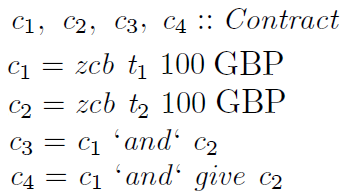 c₁, c₂, c₃, c₄ :: Contract
c₁ = zcb t₁ 100 GBP
c₂ = zcb t₂ 100 GBP
c₃ = c₁ ‘and‘ c₂
c₄ = c₁ ‘and‘ give c₂